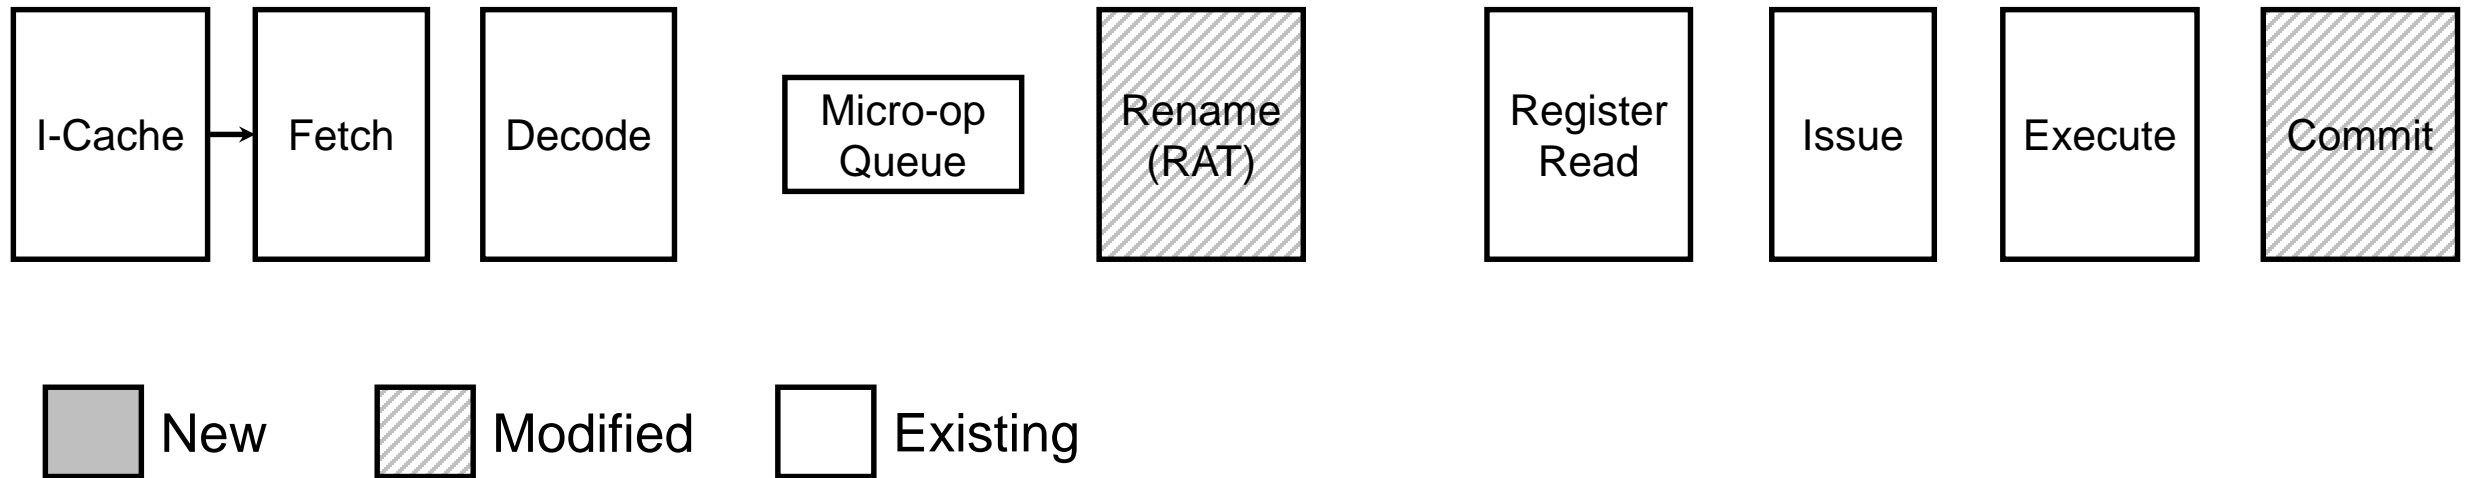 I-Cache
Fetch
Decode
Micro-op
Queue
Rename
(RAT)
Register
Read
Issue
Execute
Commit
New
Modified
Existing